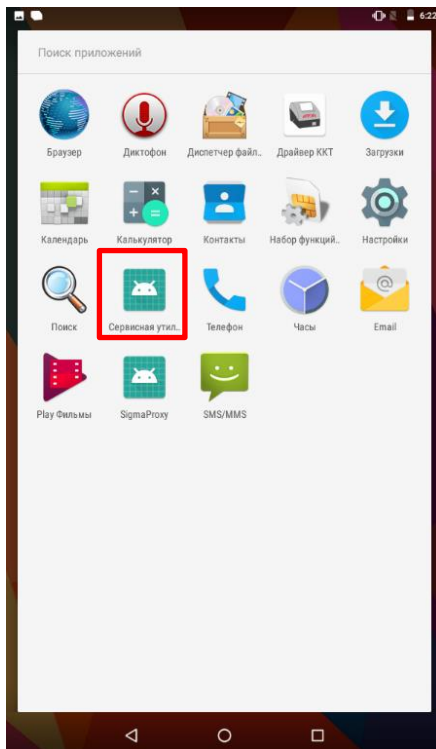 6:22
Поиск приложений
Браузер Диктофон Диспетчер файл.. Драйвер ККТ Загрузки
Календарь Калькулятор Контакты Набор функций.. Настройки
Поиск Сервисная утил.. Телефон Часы Email
Play Фильмы SigmaProxy SMS/MMS